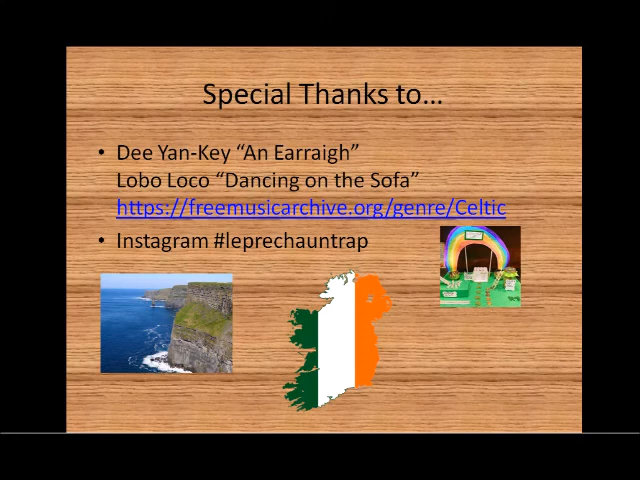 Special Thanks to…
• Dee Yan-Key “An Earraigh”
Lobo Loco “Dancing on the Sofa”
https://freemusicarchive.org/genre/Celtic
• Instagram #leprechauntrap